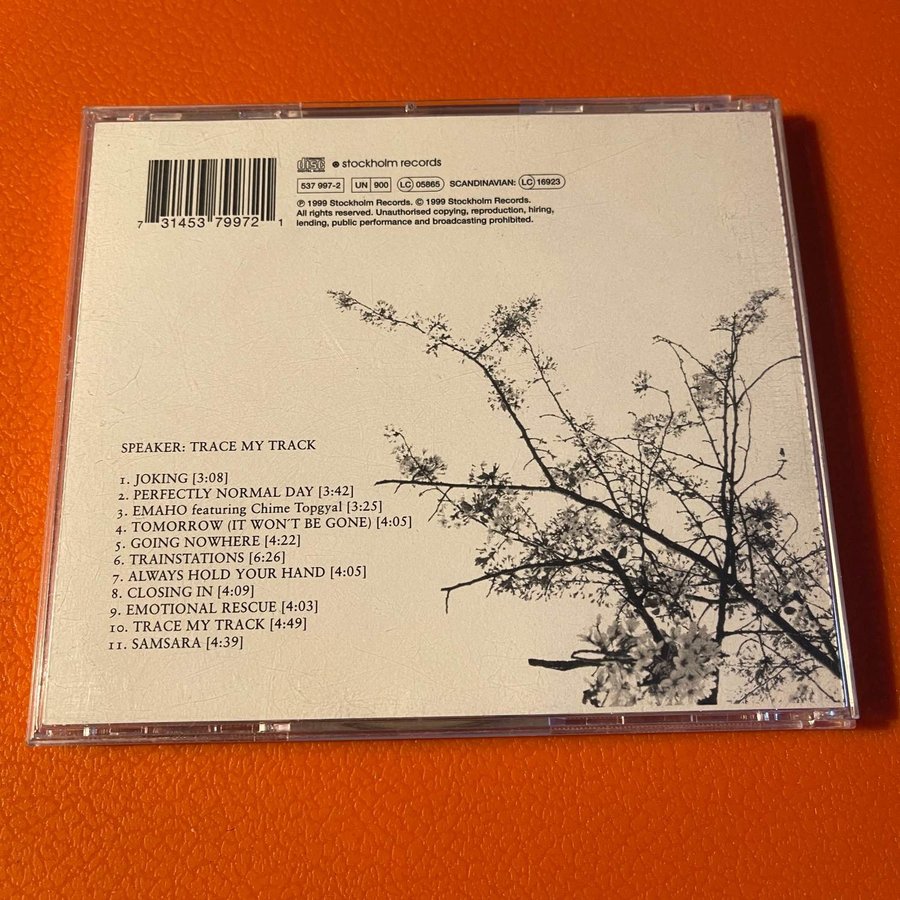 COMPACT disc DIGITAL AUDIO stockholm records
7 31453 79972 1
537 997-2 UN 900 LC 05865 SCANDINAVIAN: LC 16923
℗ 1999 Stockholm Records. © 1999 Stockholm Records.
All rights reserved. Unauthorised copying, reproduction, hiring,
lending, public performance and broadcasting prohibited.
SPEAKER: TRACE MY TRACK
1. JOKING [3:08]
2. PERFECTLY NORMAL DAY [3:42]
3. EMAHO featuring Chime Topgyal [3:25]
4. TOMORROW (IT WON´T BE GONE) [4:05]
5. GOING NOWHERE [4:22]
6. TRAINSTATIONS [6:26]
7. ALWAYS HOLD YOUR HAND [4:05]
8. CLOSING IN [4:09]
9. EMOTIONAL RESCUE [4:03]
10. TRACE MY TRACK [4:49]
11. SAMSARA [4:39]